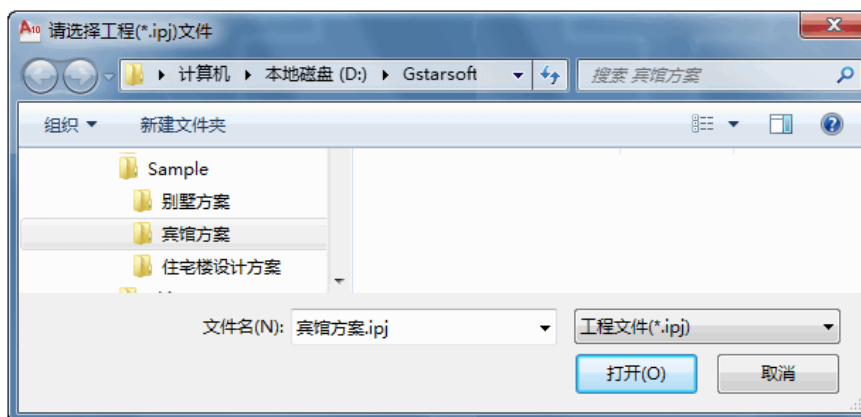 A10 请选择工程(*.ipj)文件
计算机 本地磁盘 (D:) Gstarsoft
搜索 宾馆方案
组织 新建文件夹
Sample
别墅方案
宾馆方案
住宅楼设计方案
文件名(N): 宾馆方案.ipj
工程文件(*.ipj)
打开(O) 取消